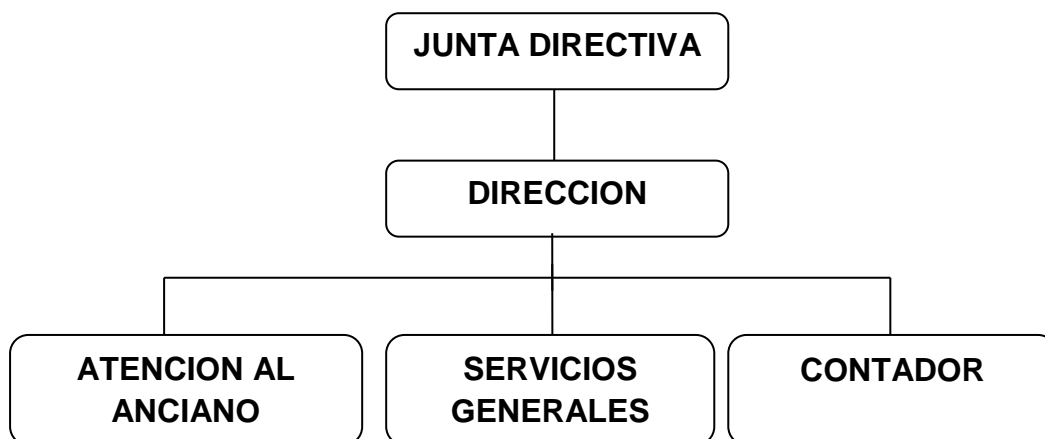 JUNTA DIRECTIVA
DIRECCION
ATENCION AL
ANCIANO
SERVICIOS
GENERALES
CONTADOR